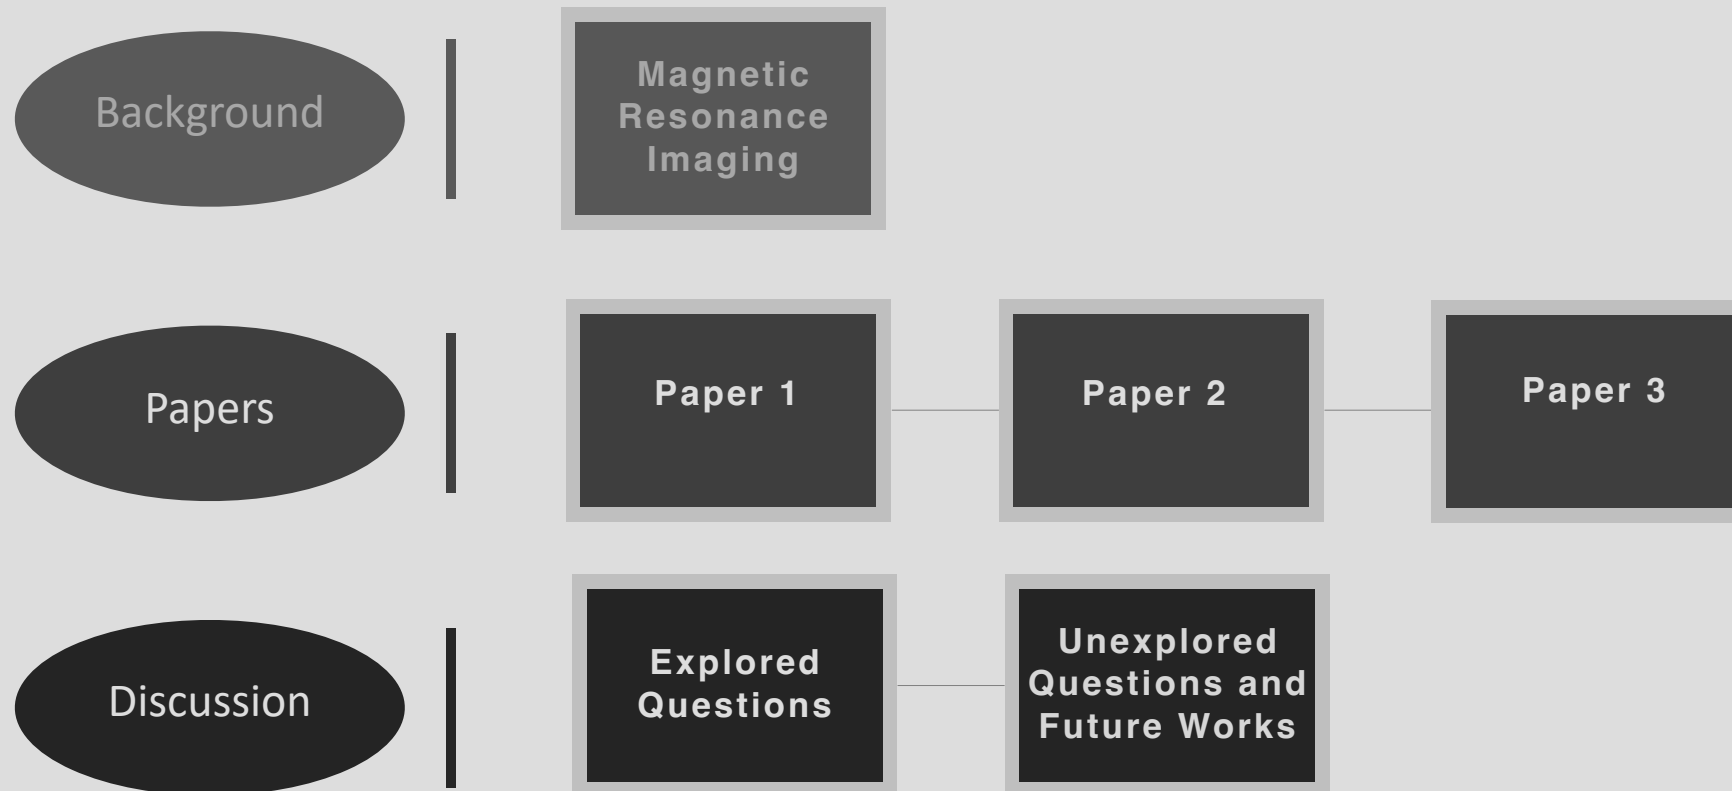 Background
Magnetic
Resonance
Imaging
Papers
Paper 1
Paper 2
Paper 3
Discussion
Explored
Questions
Unexplored
Questions and
Future Works